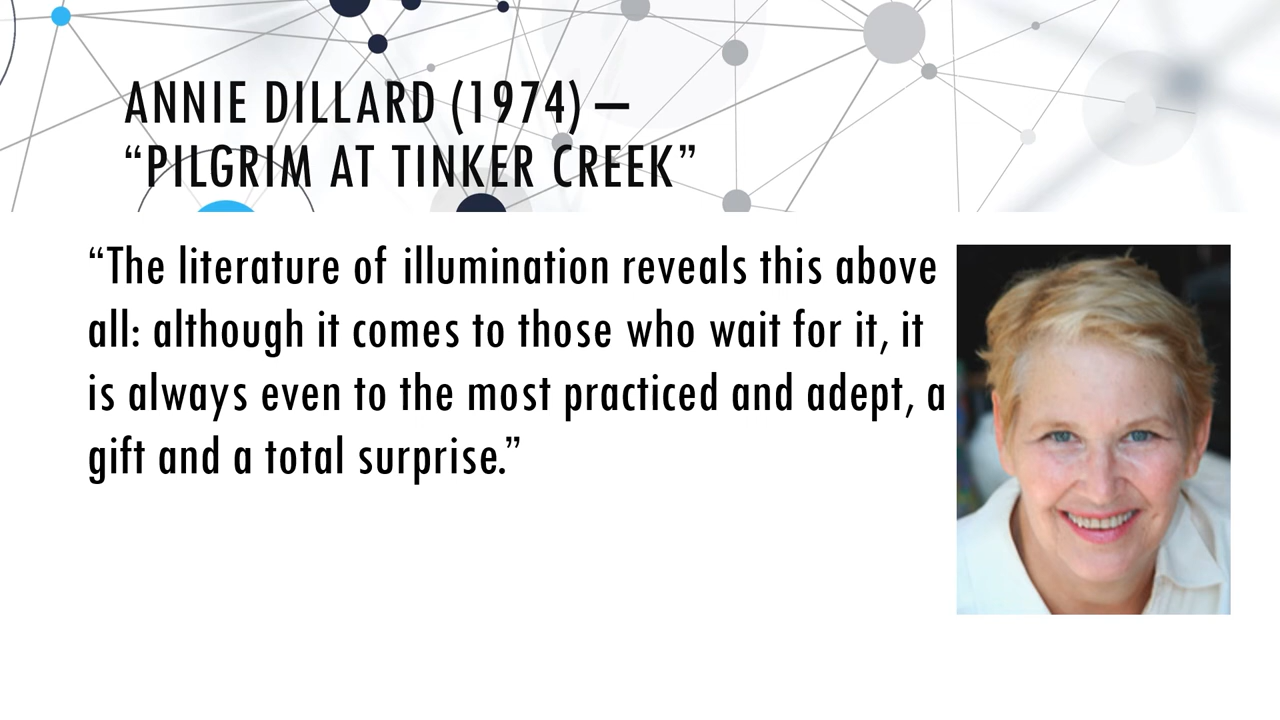 ANNIE DILLARD (1974) –
“PILGRIM AT TINKER CREEK”
“The literature of illumination reveals this above
all: although it comes to those who wait for it, it
is always even to the most practiced and adept, a
gift and a total surprise.”